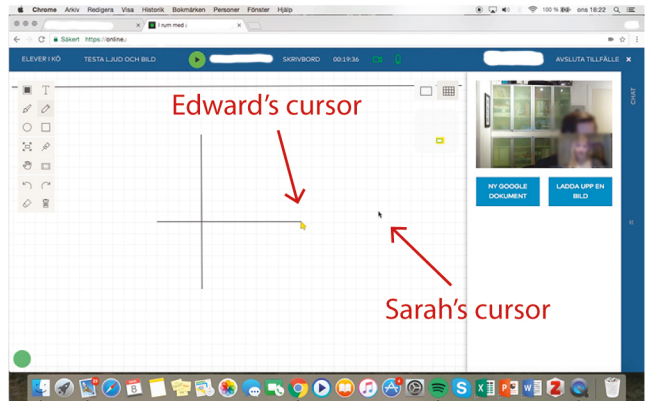 Chrome Arkiv Redigera Visa Historik Bokmärken Personer Fönster Hjälp 100 % ons 18:22
I rum med
Säkert https://online.
ELEVER I KÖ TESTA LJUD OCH BILD SKRIVBORD 00:19:36 AVSLUTA TILLFÄLLE ×
CHAT
T
Edward's cursor
NY GOOGLE
DOKUMENT
LADDA UPP EN
BILD
Sarah's cursor